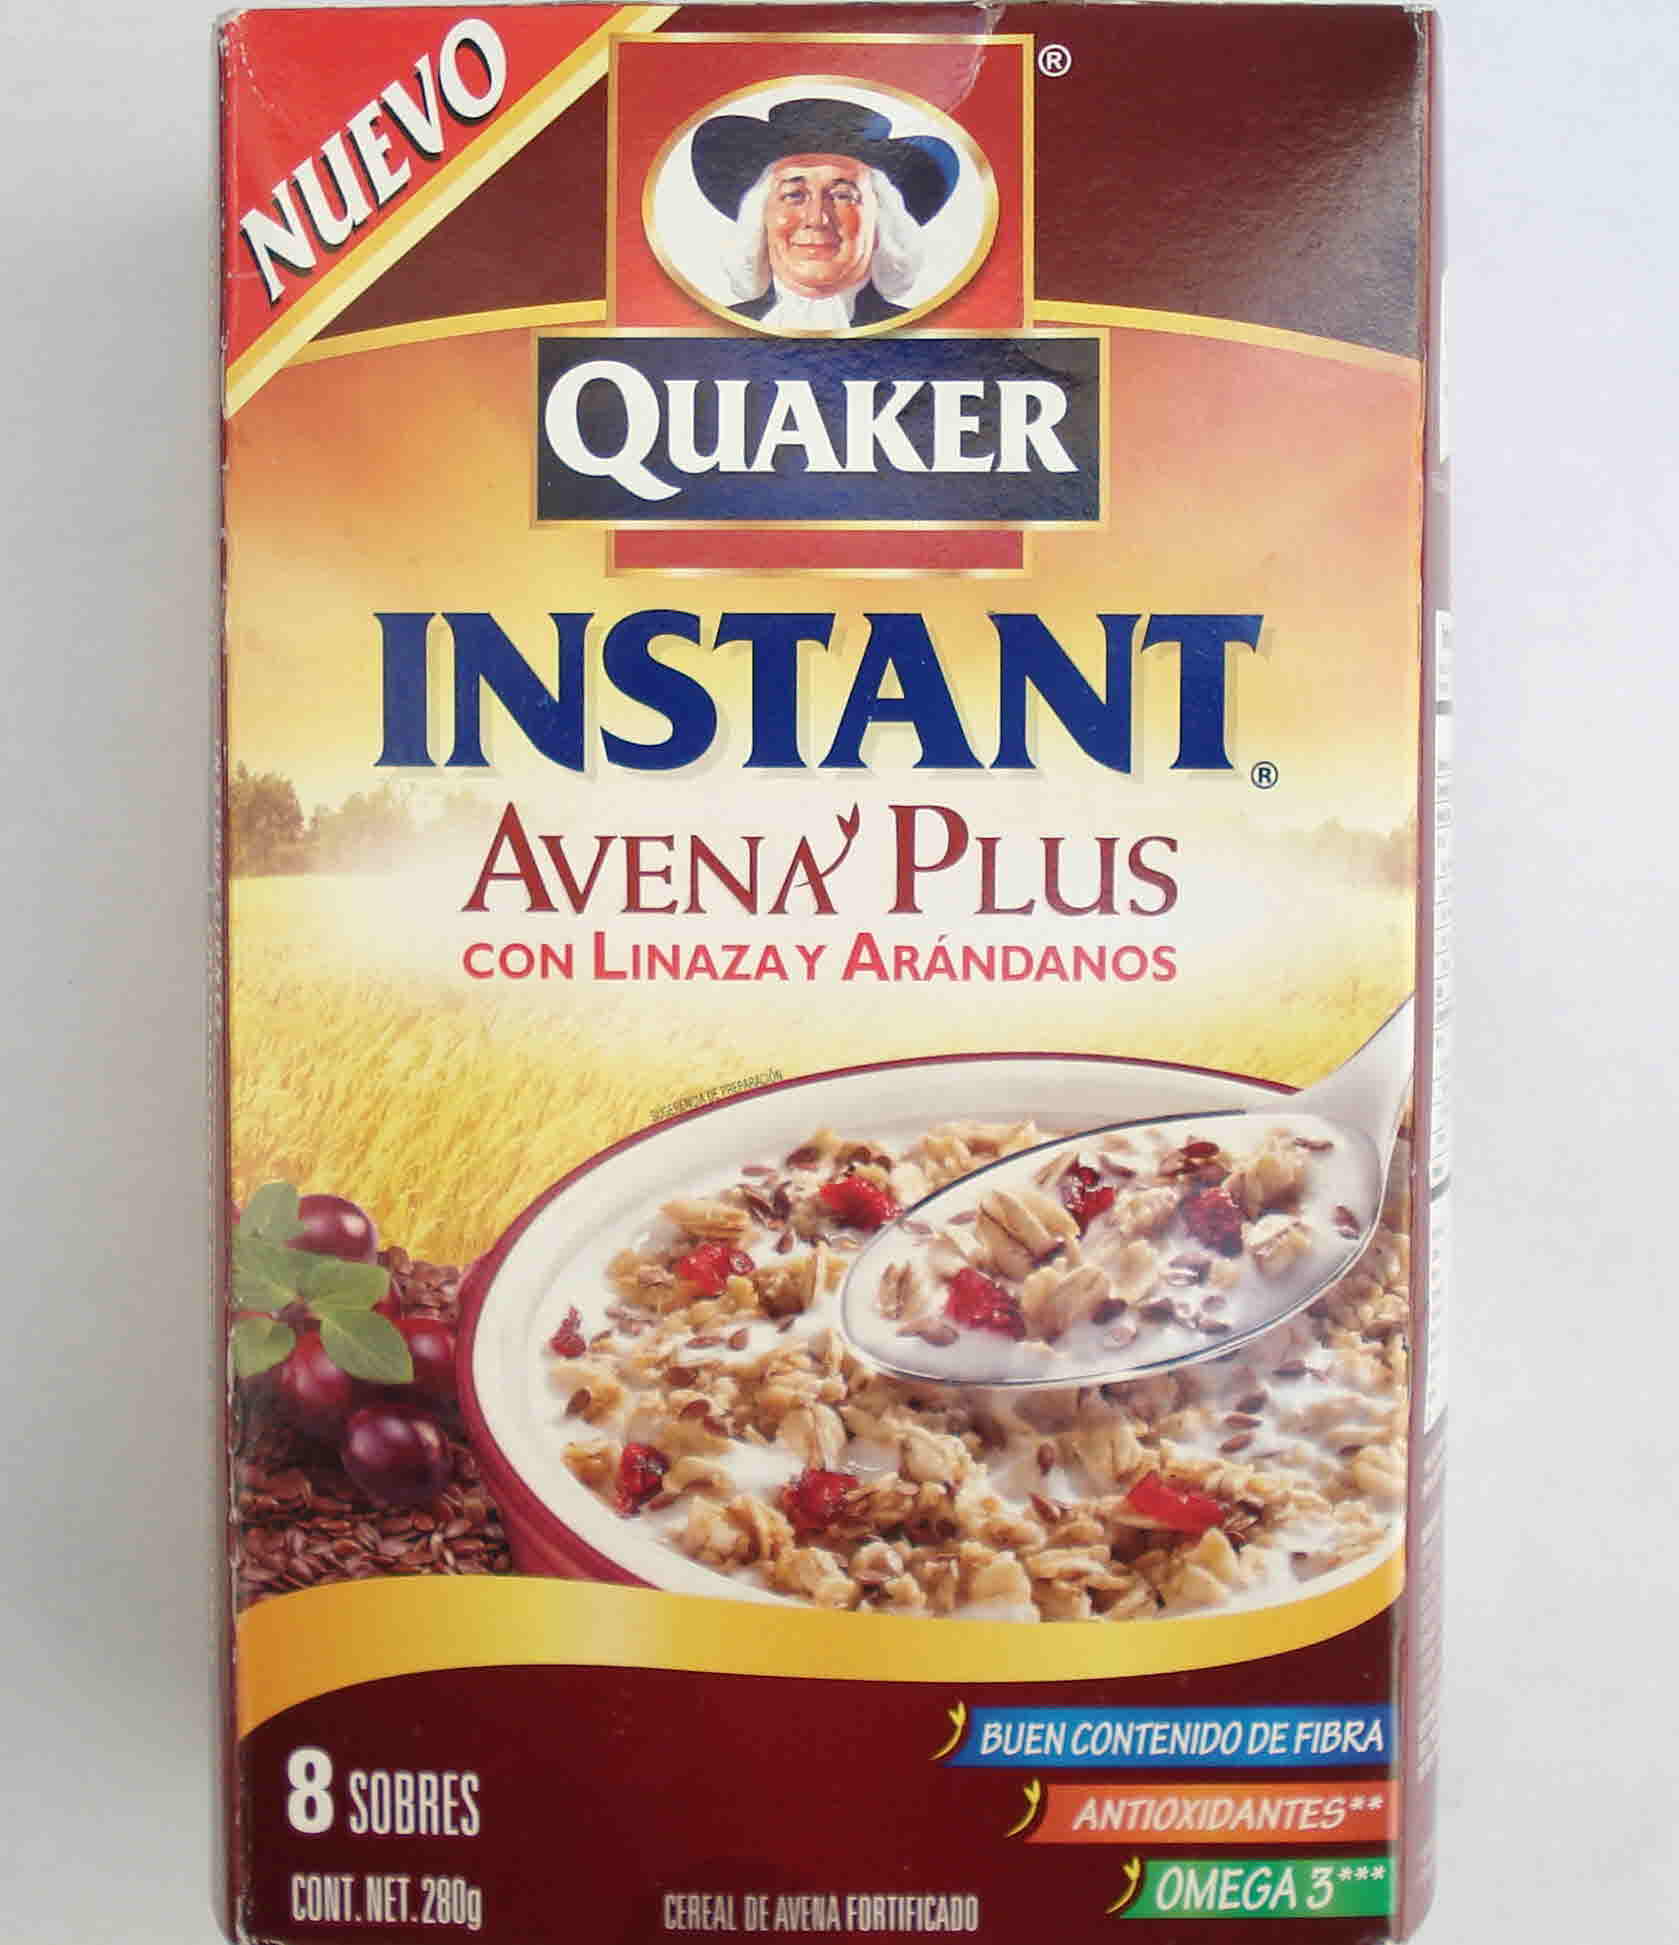 NUEVO
®
QUAKER
INSTANT®
AVENA PLUS
CON LINAZA Y ARÁNDANOS
SUGERENCIA DE PREPARACIÓN
BUEN CONTENIDO DE FIBRA
8 SOBRES
ANTIOXIDANTES**
OMEGA 3***
CONT. NET. 280g
CEREAL DE AVENA FORTIFICADO